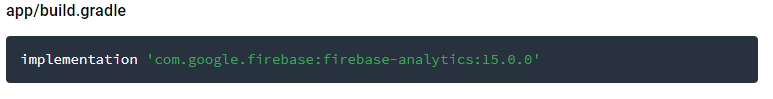 app/build.gradle
implementation 'com.google.firebase:firebase-analytics:15.0.0'